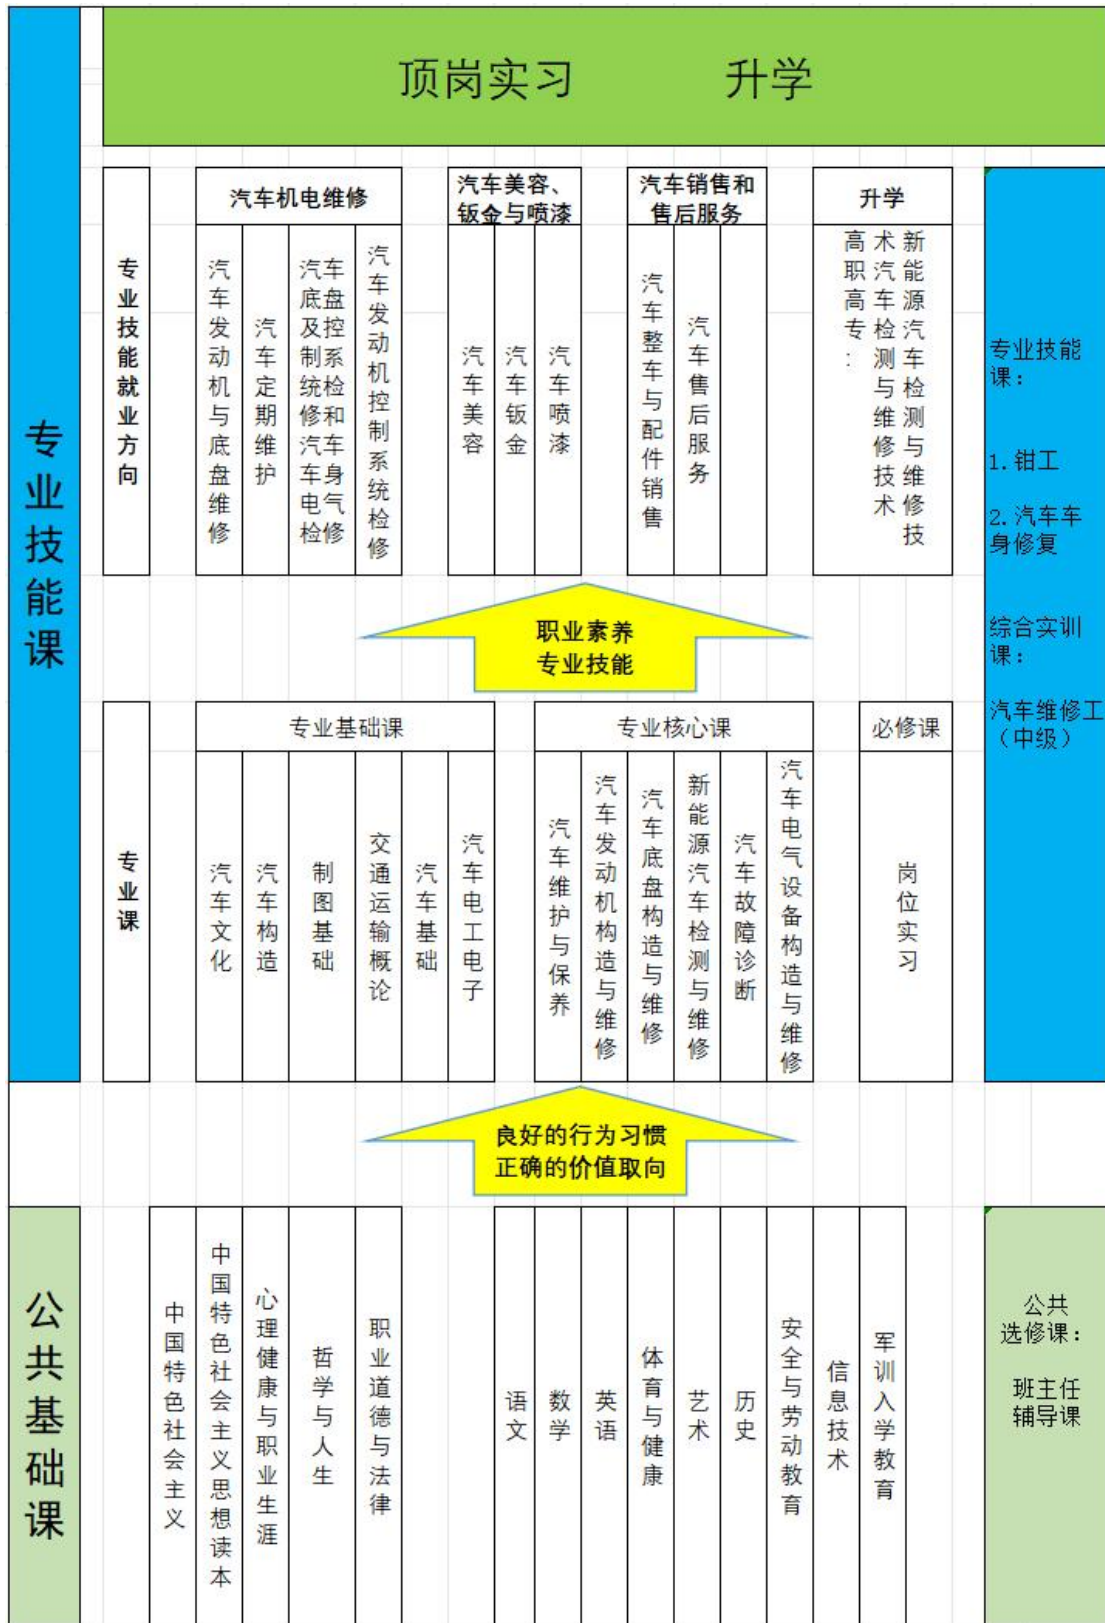 顶岗实习 升学
专业技能课
专业技能就业方向
汽车机电维修
汽车发动机与底盘维修
汽车定期维护
汽车底盘及控制系统检修和汽车车身电气检修
汽车发动机控制系统检修
汽车美容、
钣金与喷漆
汽车美容
汽车钣金
汽车喷漆
汽车销售和
售后服务
汽车整车与配件销售
汽车售后服务
升学
高职高专：
新能源汽车检测与维修技
术汽车检测与维修技术
专业技能
课：
1.钳工
2.汽车车
身修复
综合实训
课：
汽车维修工
（中级）
职业素养
专业技能
专业课
专业基础课
汽车文化
汽车构造
制图基础
交通运输概论
汽车基础
汽车电工电子
专业核心课
汽车维护与保养
汽车发动机构造与维修
汽车底盘构造与维修
新能源汽车检测与维修
汽车故障诊断
汽车电气设备构造与维修
必修课
岗位实习
良好的行为习惯
正确的价值取向
公共基础课
中国特色社会主义
中国特色社会主义思想读本
心理健康与职业生涯
哲学与人生
职业道德与法律
语文
数学
英语
体育与健康
艺术
历史
安全与劳动教育
信息技术
军训入学教育
公共
选修课：
班主任
辅导课